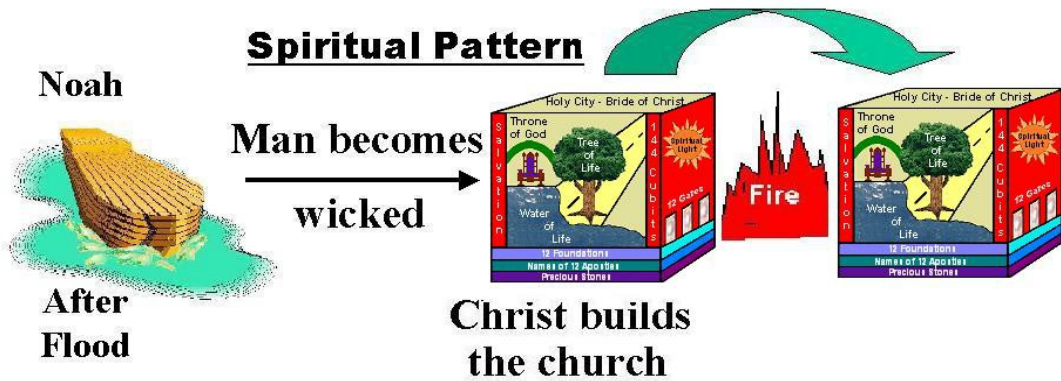 Spiritual Pattern
Noah
After
Flood
Man becomes
wicked
Holy City - Bride of Christ
Throne
of God
Tree
of
Life
Water
of
Life
Salvation
144 Cubits
Spiritual
Light
12 Gates
12 Foundations
Names of 12 Apostles
Precious Stones
Christ builds
the church
Fire
Holy City - Bride of Christ
Throne
of God
Tree
of
Life
Water
of
Life
Salvation
144 Cubits
Spiritual
Light
12 Gates
12 Foundations
Names of 12 Apostles
Precious Stones